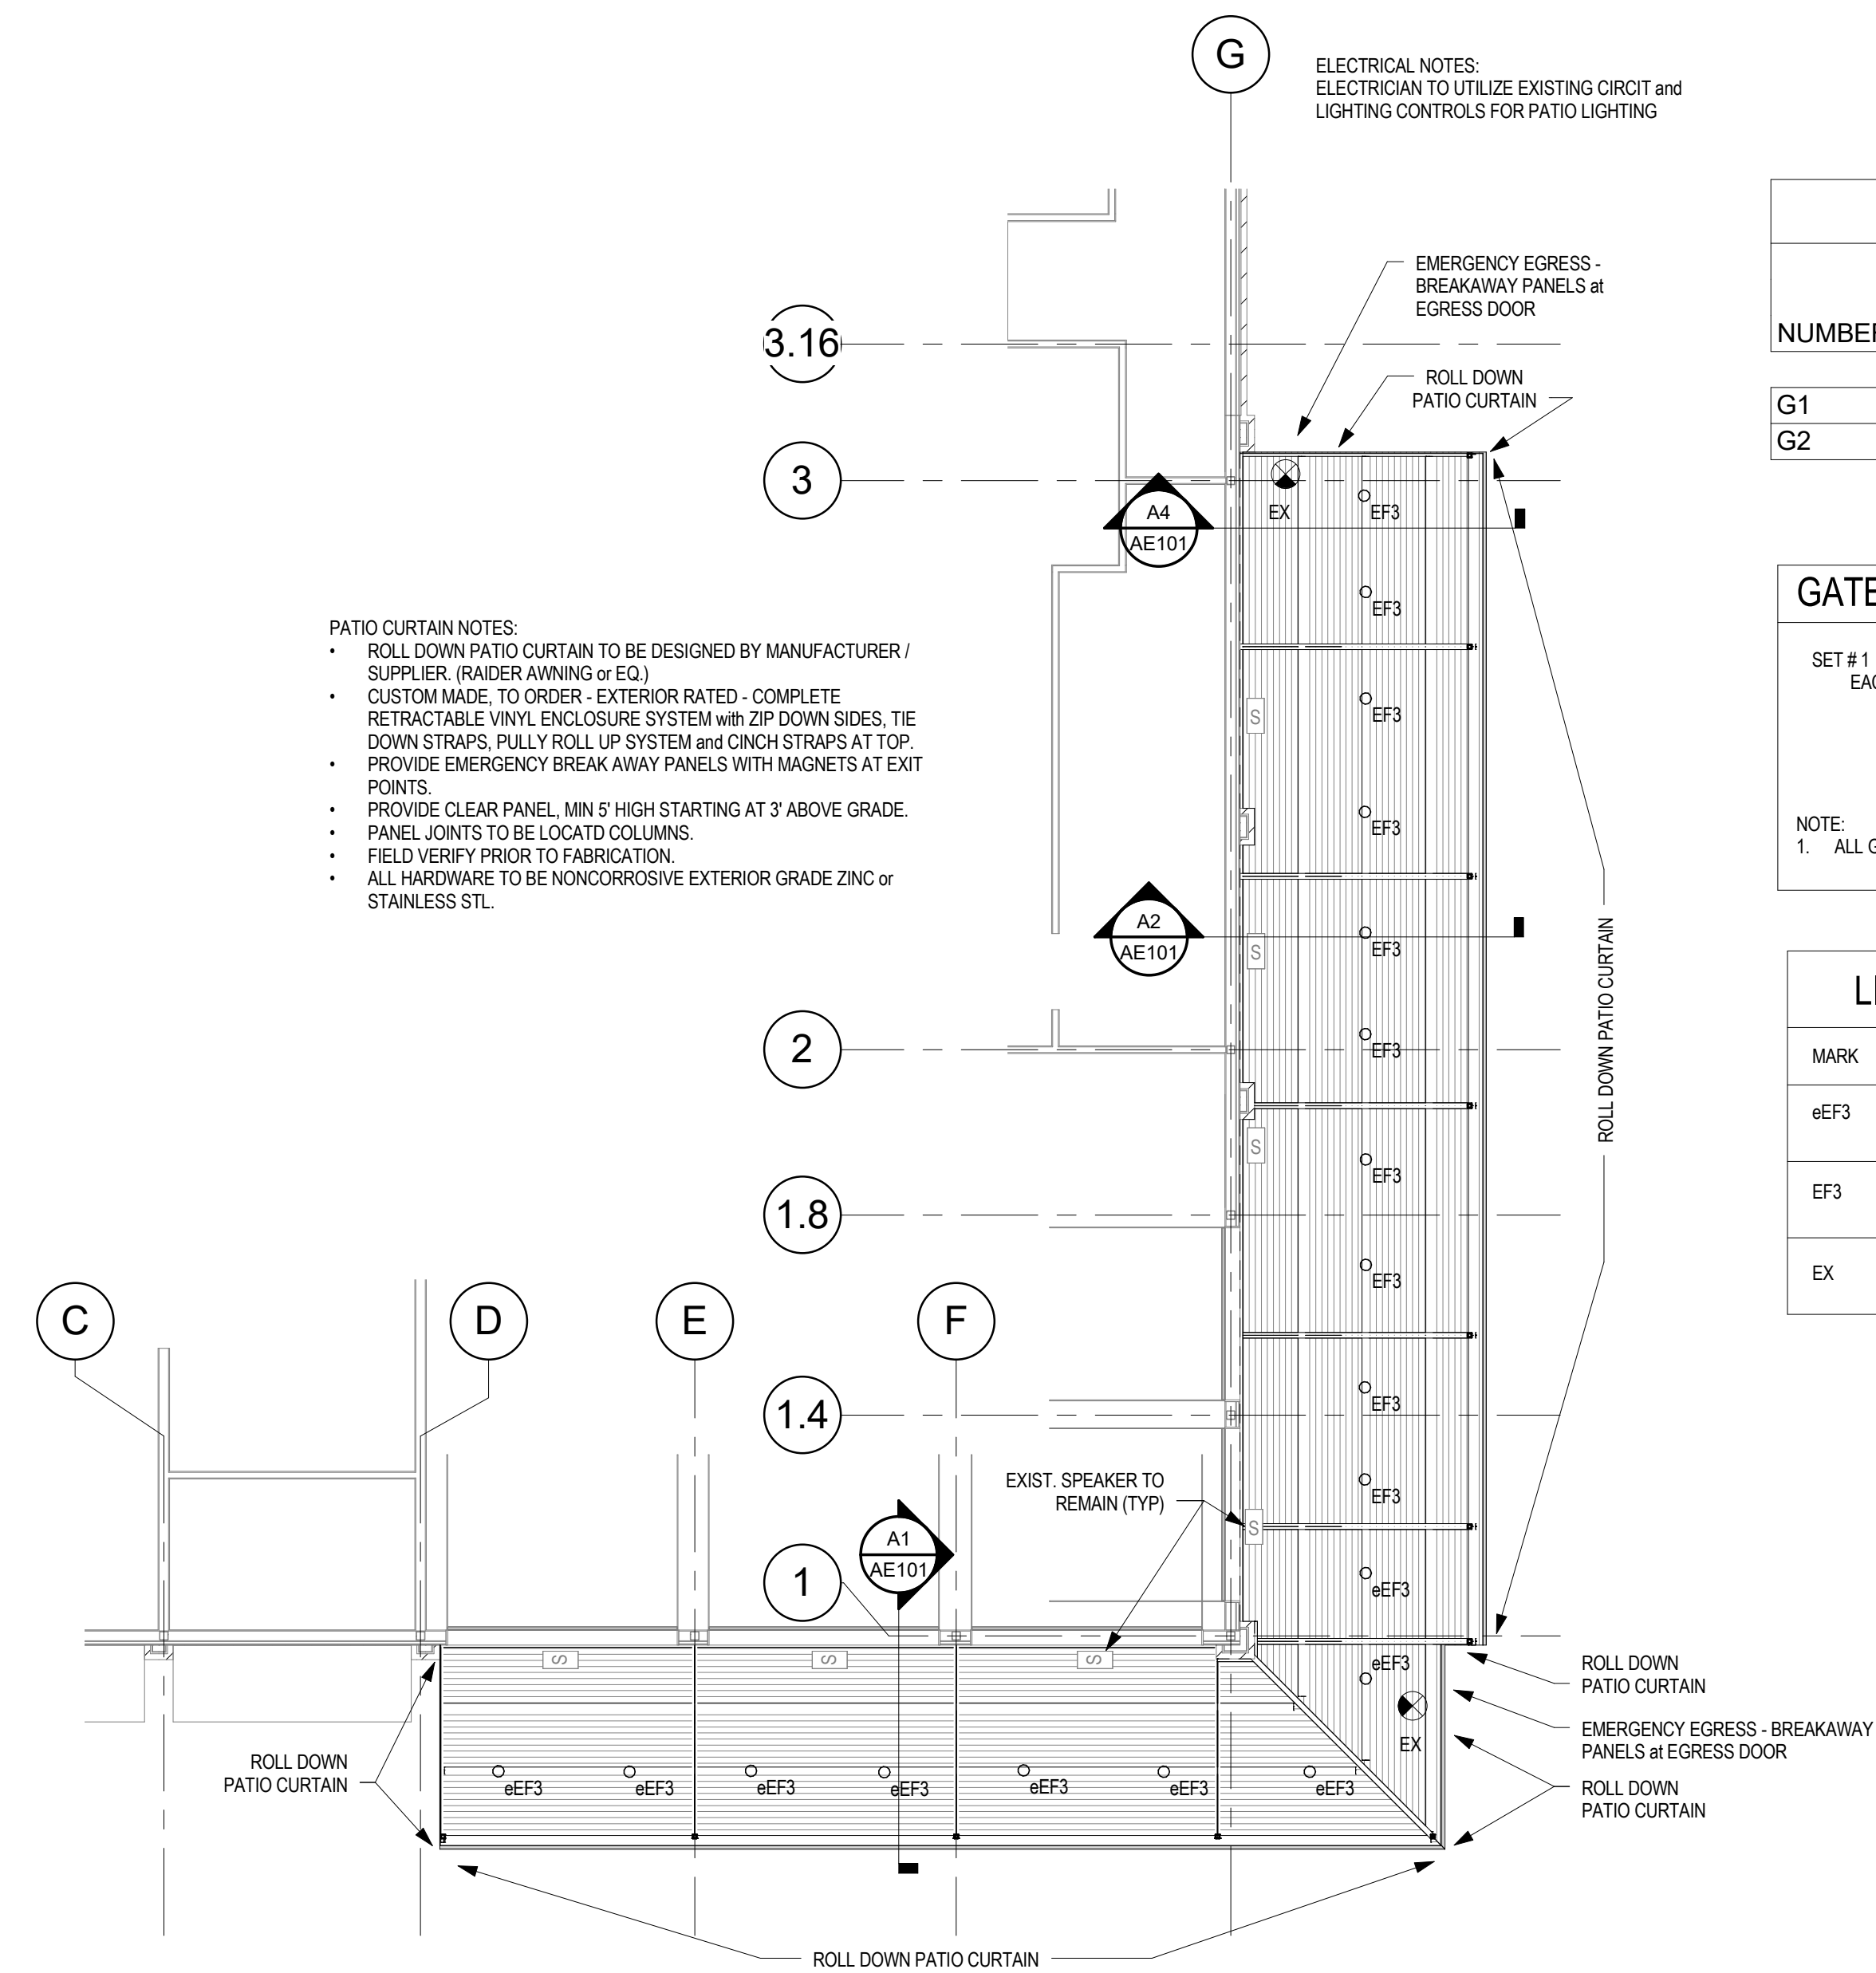 G
ELECTRICAL NOTES:
ELECTRICIAN TO UTILIZE EXISTING CIRCIT and
LIGHTING CONTROLS FOR PATIO LIGHTING
EMERGENCY EGRESS -
BREAKAWAY PANELS at
EGRESS DOOR
3.16
ROLL DOWN
PATIO CURTAIN
3
A4
AE101
EX
EF3
EF3
PATIO CURTAIN NOTES:
• ROLL DOWN PATIO CURTAIN TO BE DESIGNED BY MANUFACTURER /
SUPPLIER. (RAIDER AWNING or EQ.)
• CUSTOM MADE, TO ORDER - EXTERIOR RATED - COMPLETE
RETRACTABLE VINYL ENCLOSURE SYSTEM with ZIP DOWN SIDES, TIE
DOWN STRAPS, PULLY ROLL UP SYSTEM and CINCH STRAPS AT TOP.
• PROVIDE EMERGENCY BREAK AWAY PANELS WITH MAGNETS AT EXIT
POINTS.
• PROVIDE CLEAR PANEL, MIN 5' HIGH STARTING AT 3' ABOVE GRADE.
• PANEL JOINTS TO BE LOCATD COLUMNS.
• FIELD VERIFY PRIOR TO FABRICATION.
• ALL HARDWARE TO BE NONCORROSIVE EXTERIOR GRADE ZINC or
STAINLESS STL.
S
EF3
EF3
A2
AE101
S
EF3
ROLL DOWN PATIO CURTAIN
2
EF3
S
EF3
1.8
EF3
C
D
E
F
1.4
EF3
EXIST. SPEAKER TO
REMAIN (TYP)
EF3
S
A1
AE101
1
eEF3
S
S
S
eEF3
EX
ROLL DOWN
PATIO CURTAIN
EMERGENCY EGRESS - BREAKAWAY
PANELS at EGRESS DOOR
ROLL DOWN
PATIO CURTAIN
ROLL DOWN
PATIO CURTAIN
eEF3
eEF3
eEF3
eEF3
eEF3
eEF3
eEF3
ROLL DOWN PATIO CURTAIN
NUMBER
G1
G2
GATE
SET # 1
EAC
NOTE:
1. ALL G
LI
MARK
eEF3
EF3
EX